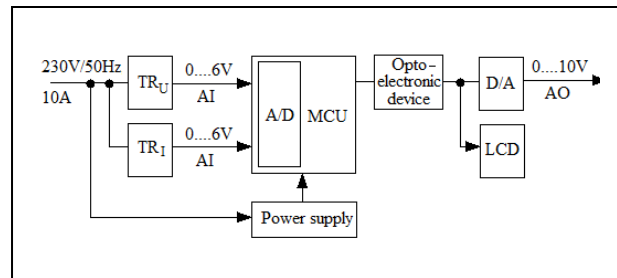 230V/50Hz
10A
TRU
0....6V
AI
TRI
0....6V
AI
A/D
MCU
Opto-
electronic
device
D/A
0....10V
AO
LCD
Power supply